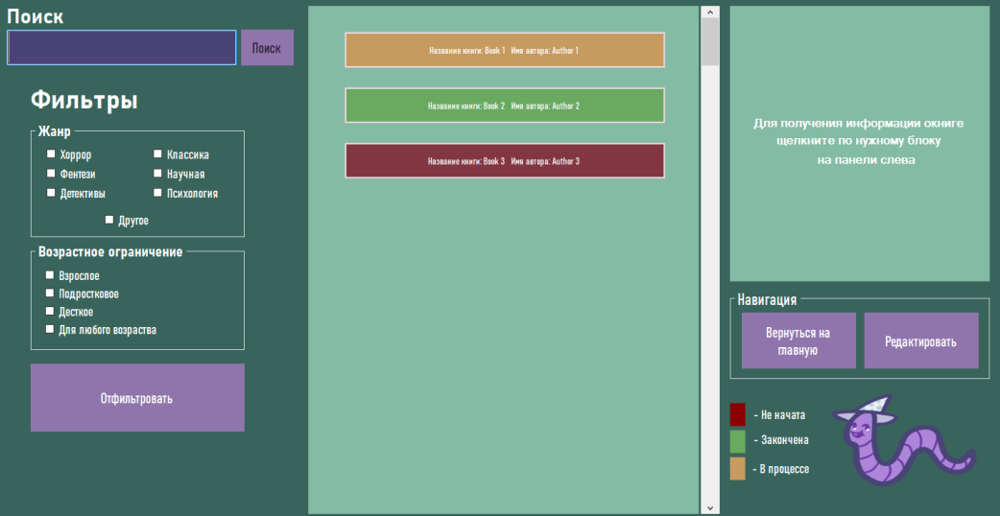 Поиск
Поиск
Фильтры
Жанр
Хоррор
Классика
Фентези
Научная
Детективы
Психология
Другое
Возрастное ограничение
Взрослое
Подростковое
Десткое
Для любого возраства
Отфильтровать
Название книги: Book 1 Имя автора: Author 1
Название книги: Book 2 Имя автора: Author 2
Название книги: Book 3 Имя автора: Author 3
Для получения информации окниге
щелкните по нужному блоку
на панели слева
Навигация
Вернуться на
главную
Редактировать
- Не начата
- Закончена
- В процессе